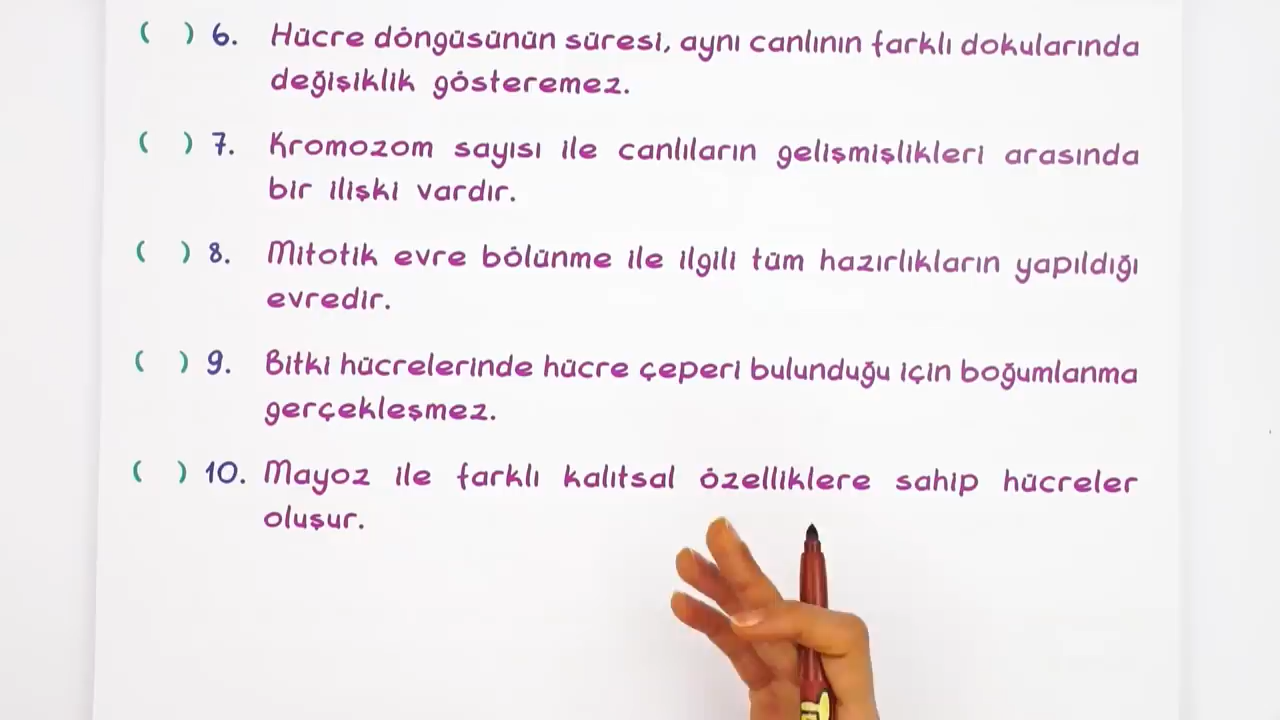 ( ) 6. Hücre döngüsünün süresi, aynı canlının farklı dokularında
değişiklik gösteremez.
( ) 7. Kromozom sayısı ile canlıların gelişmişlikleri arasında
bir ilişki vardır.
( ) 8. Mitotik evre bölünme ile ilgili tüm hazırlıkların yapıldığı
evredir.
( ) 9. Bitki hücrelerinde hücre çeperi bulunduğu için boğumlanma
gerçekleşmez.
( ) 10. Mayoz ile farklı kalıtsal özelliklere sahip hücreler
oluşur.